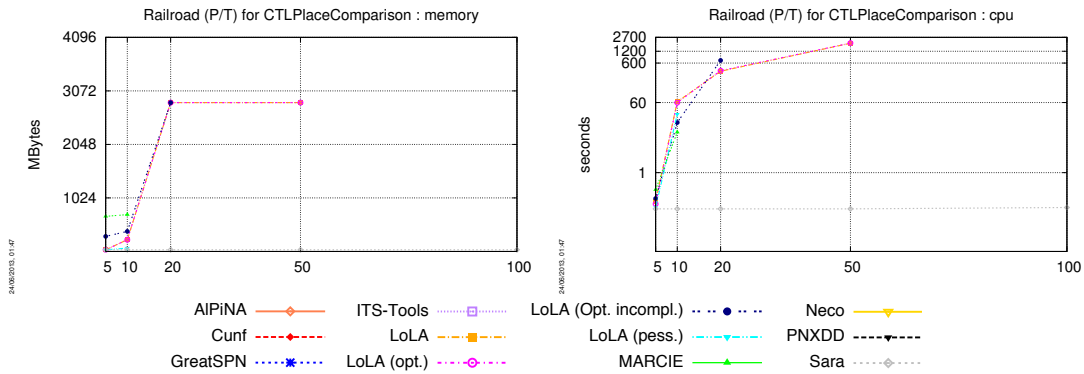 Railroad (P/T) for CTLPlaceComparison : memory
4096
3072
2048
1024
MBytes
5 10 20 50 100
24/06/2013, 01:47
Railroad (P/T) for CTLPlaceComparison : cpu
2700
1200
600
60
1
seconds
5 10 20 50 100
24/06/2013, 01:47
AlPiNA
Cunf
GreatSPN
ITS-Tools
LoLA
LoLA (opt.)
LoLA (Opt. incompl.)
LoLA (pess.)
MARCIE
Neco
PNXDD
Sara